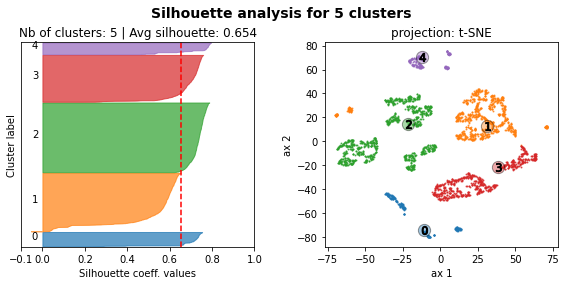 Silhouette analysis for 5 clusters
Nb of clusters: 5 | Avg silhouette: 0.654
4
3
2
1
0
Cluster label
-0.1 0.0 0.2 0.4 0.6 0.8 1.0
Silhouette coeff. values
projection: t-SNE
80
60
40
20
0
−20
−40
−60
−80
ax 2
4
2
1
3
0
−75 −50 −25 0 25 50 75
ax 1